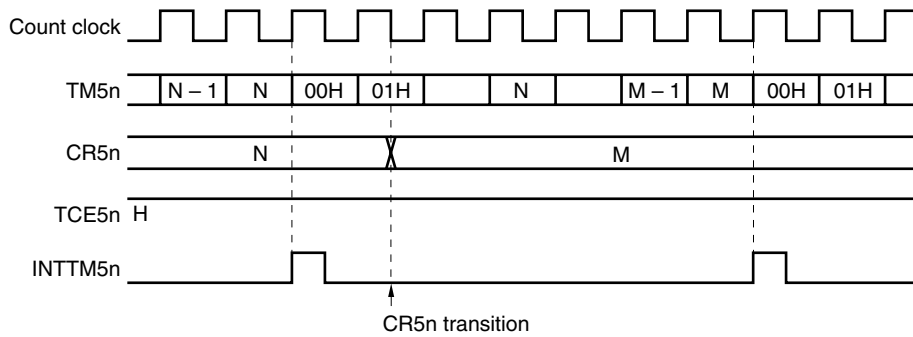 Count clock
TM5n N – 1 N 00H 01H N M – 1 M 00H 01H
CR5n N M
TCE5n H
INTTM5n
CR5n transition